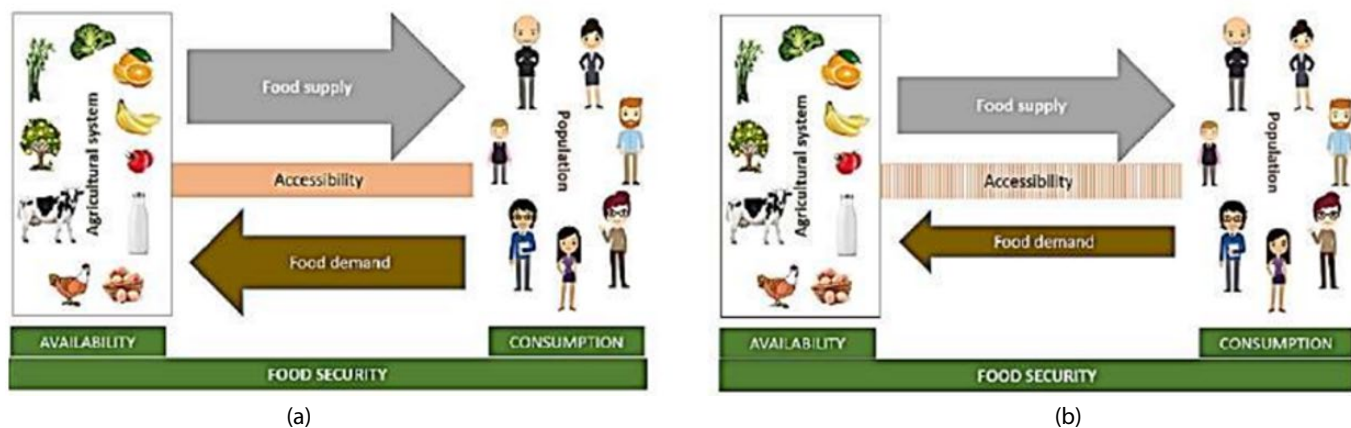 Agricultural system
Food supply
Accessibility
Food demand
Population
AVAILABILITY
CONSUMPTION
FOOD SECURITY
(a)
Agricultural system
Food supply
Accessibility
Food demand
Population
AVAILABILITY
CONSUMPTION
FOOD SECURITY
(b)